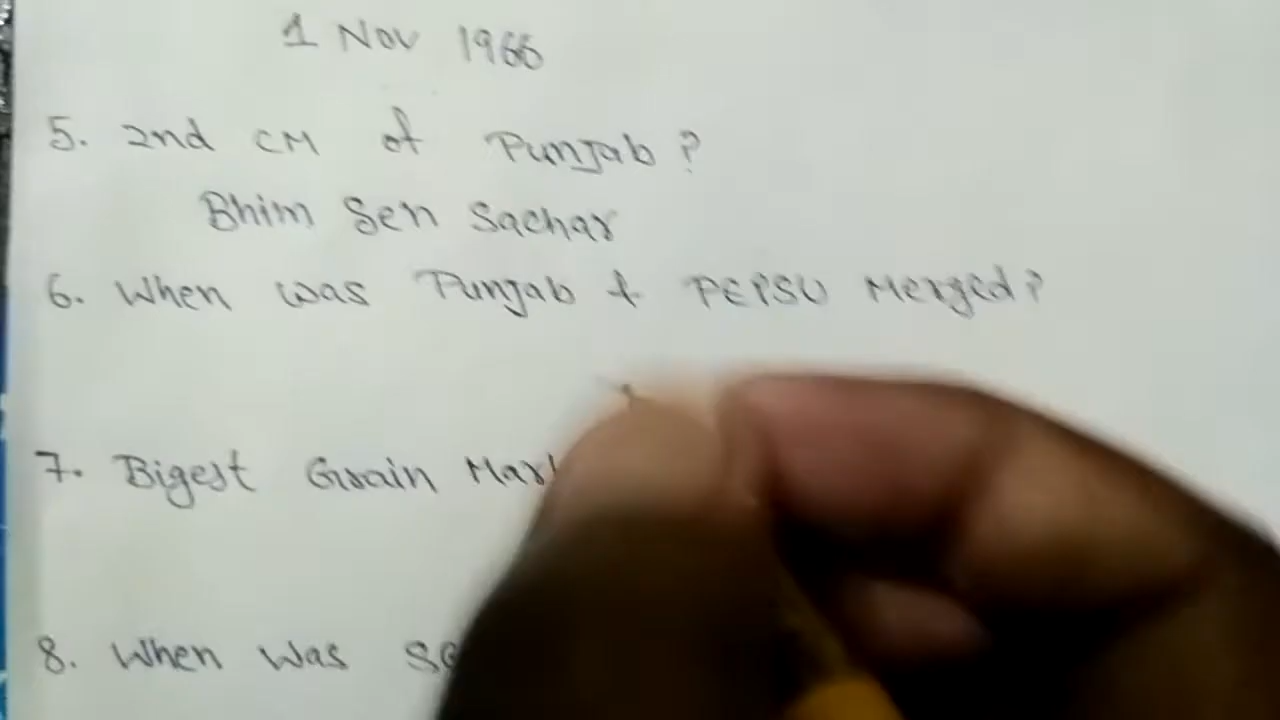 1 Nov 1966
5. 2nd CM of Punjab?
Bhim Sen Sachar
6. When was Punjab & PEPSU Merged?
7. Bigest Grain
8. When was